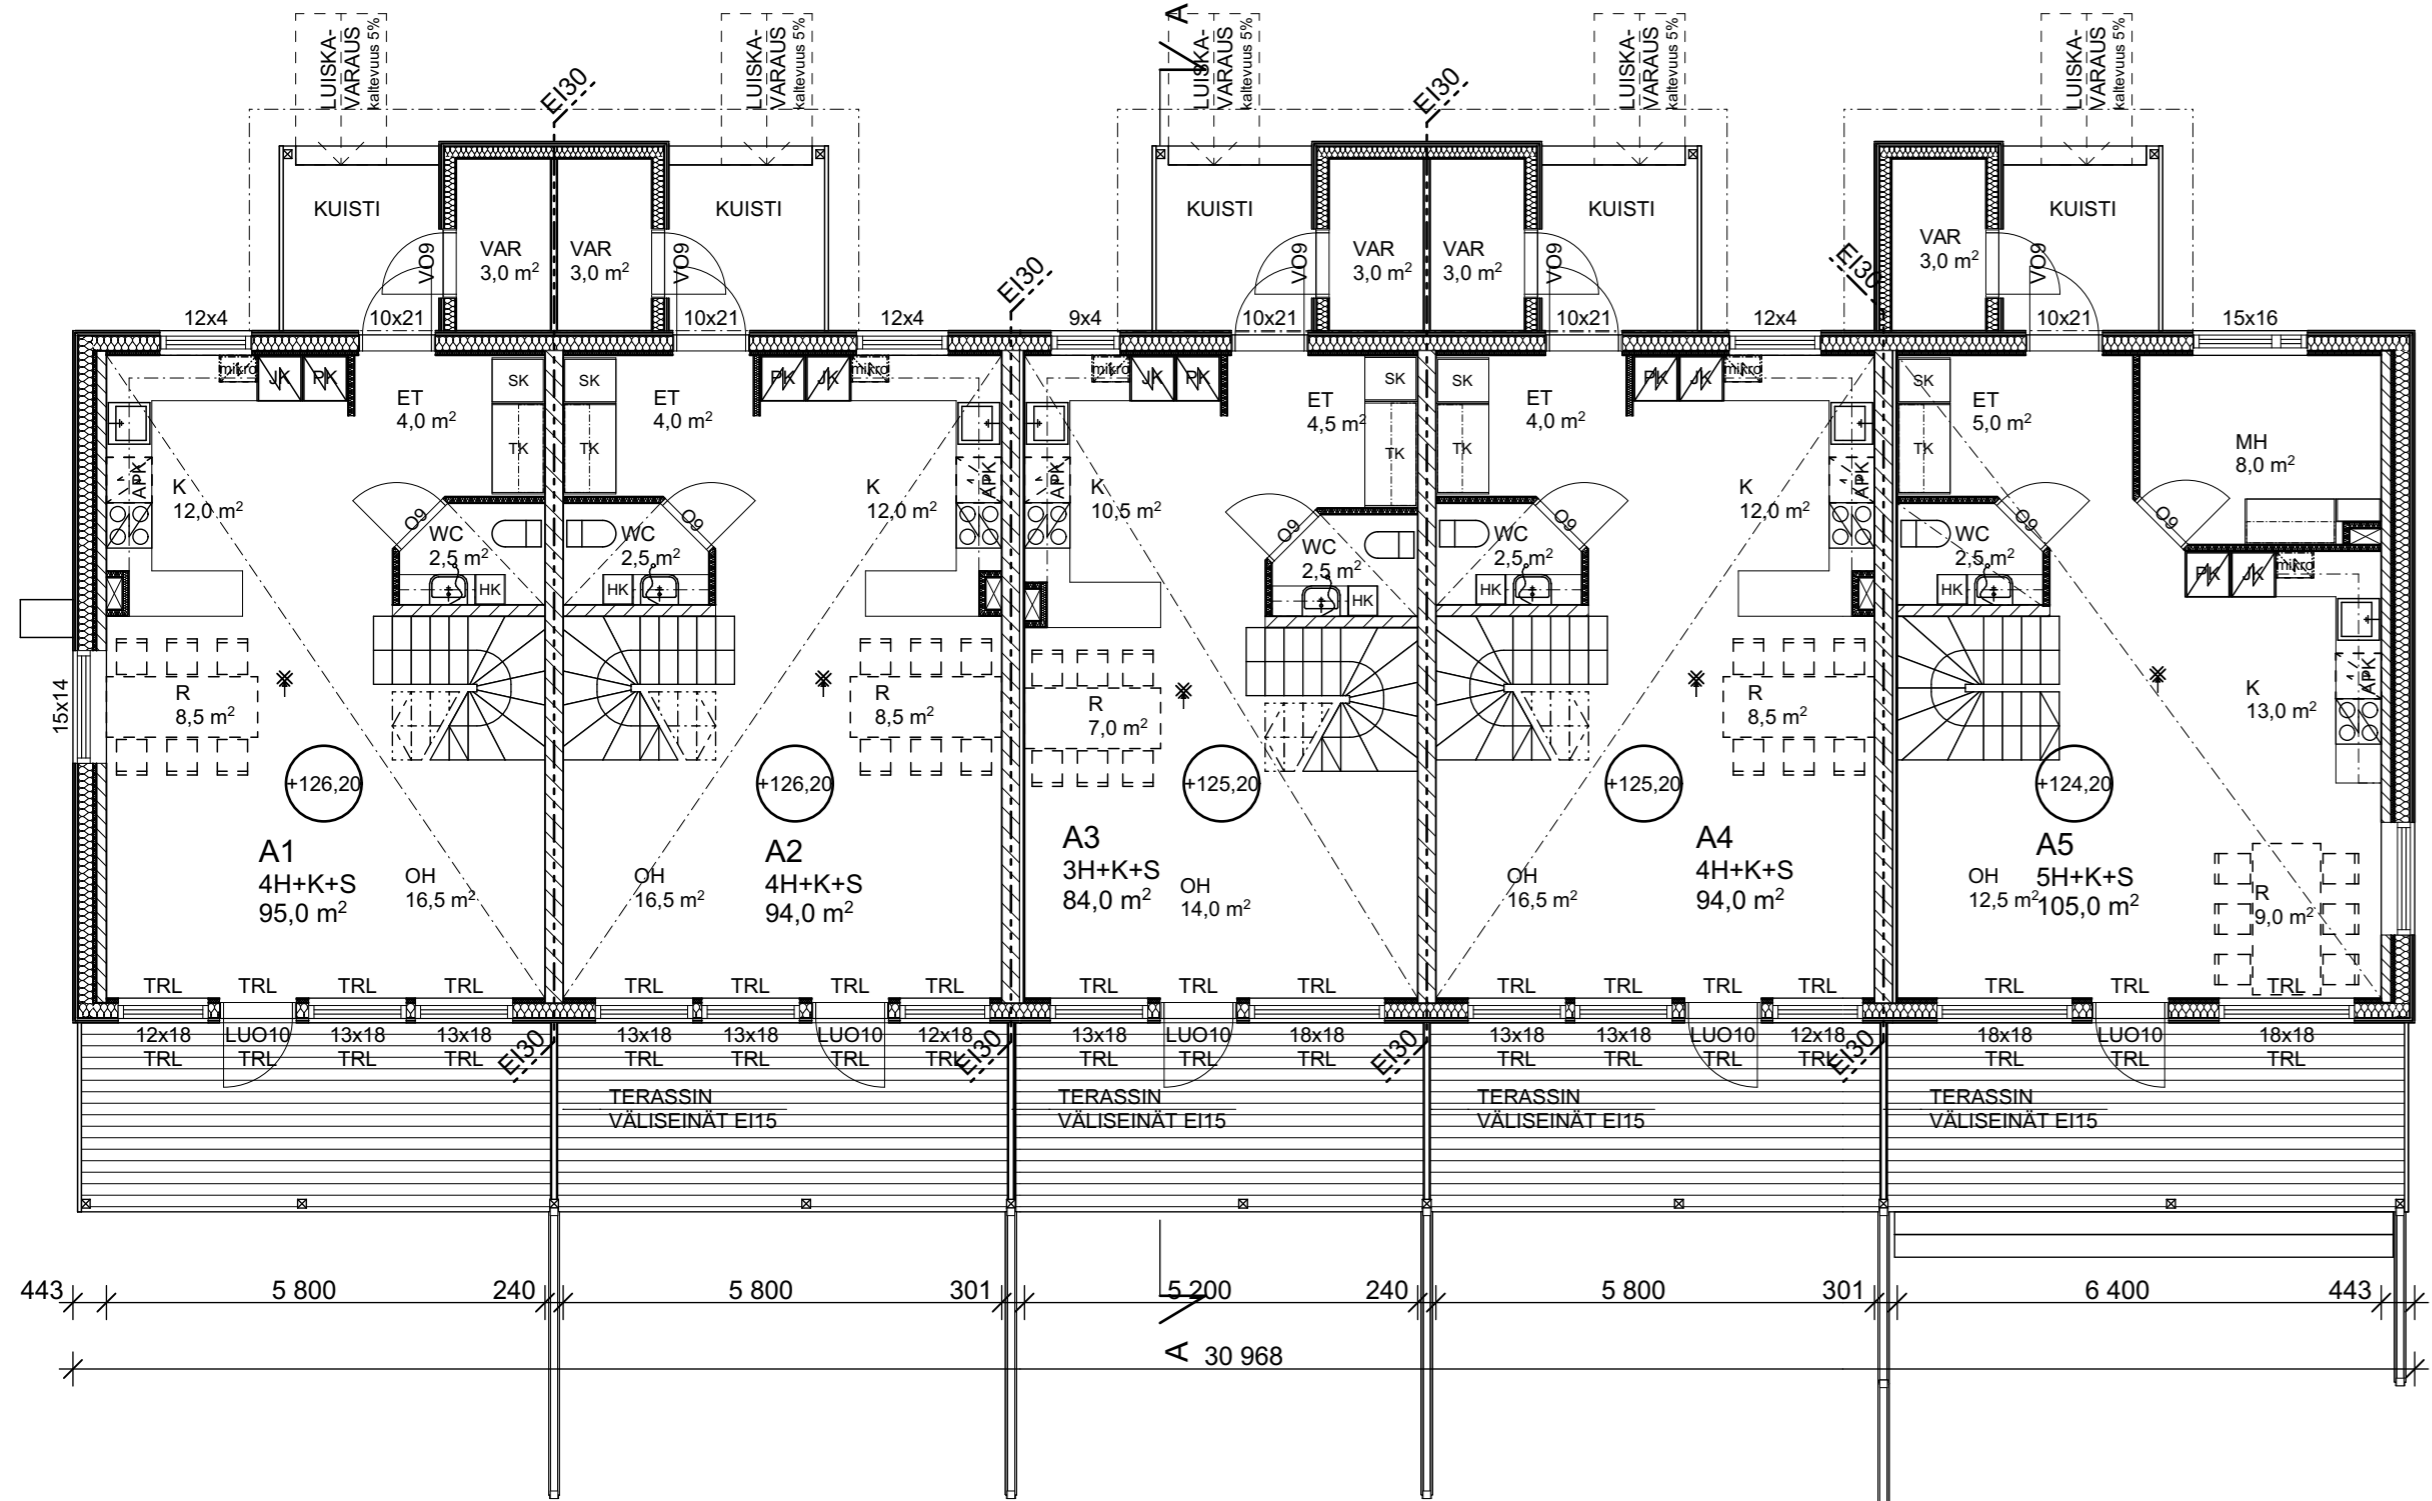 A
LUISKA-
VARAUS
kaltevuus 5%
LUISKA-
VARAUS
kaltevuus 5%
LUISKA-
VARAUS
kaltevuus 5%
LUISKA-
VARAUS
kaltevuus 5%
LUISKA-
VARAUS
kaltevuus 5%
EI30
EI30
KUISTI
KUISTI
KUISTI
KUISTI
KUISTI
VO9
VAR
3,0 m²
VAR
3,0 m²
VO9
EI30
VO9
VAR
3,0 m²
VAR
3,0 m²
VO9
EI30
VAR
3,0 m²
VO9
12x4
10x21
10x21
12x4
9x4
10x21
10x21
12x4
10x21
15x16
mikro
JK
PK
ET
4,0 m²
SK
TK
SK
TK
ET
4,0 m²
PK
JK
mikro
mikro
JK
PK
ET
4,5 m²
SK
TK
SK
TK
ET
4,0 m²
PK
JK
mikro
SK
TK
ET
5,0 m²
MH
8,0 m²
APK
K
12,0 m²
O9
WC
2,5 m²
HK
WC
2,5 m²
HK
O9
K
12,0 m²
APK
APK
K
10,5 m²
O9
WC
2,5 m²
HK
WC
2,5 m²
HK
O9
K
12,0 m²
APK
WC
2,5 m²
HK
O9
O9
PK
JK
mikro
APK
K
13,0 m²
15x14
R
8,5 m²
R
8,5 m²
R
7,0 m²
R
8,5 m²
+126,20
+126,20
+125,20
+125,20
+124,20
A1
4H+K+S
95,0 m²
OH
16,5 m²
OH
16,5 m²
A2
4H+K+S
94,0 m²
A3
3H+K+S
84,0 m²
OH
14,0 m²
OH
16,5 m²
A4
4H+K+S
94,0 m²
OH
12,5 m²
A5
5H+K+S
105,0 m²
R
9,0 m²
TRL TRL TRL TRL TRL TRL TRL TRL TRL TRL TRL TRL TRL TRL TRL TRL TRL TRL
12x18 LUO10 13x18 13x18 13x18 13x18 LUO10 12x18 13x18 LUO10 18x18 13x18 13x18 LUO10 12x18 18x18 LUO10 18x18
TRL TRL TRL TRL TRL TRL TRL TRL TRL TRL TRL TRL TRL TRL TRL TRL TRL TRL
EI30
EI30
EI30
EI30
TERASSIN
VÄLISEINÄT EI15
TERASSIN
VÄLISEINÄT EI15
TERASSIN
VÄLISEINÄT EI15
TERASSIN
VÄLISEINÄT EI15
443 5 800 240 5 800 301 5 200 240 5 800 301 6 400 443
A
30 968